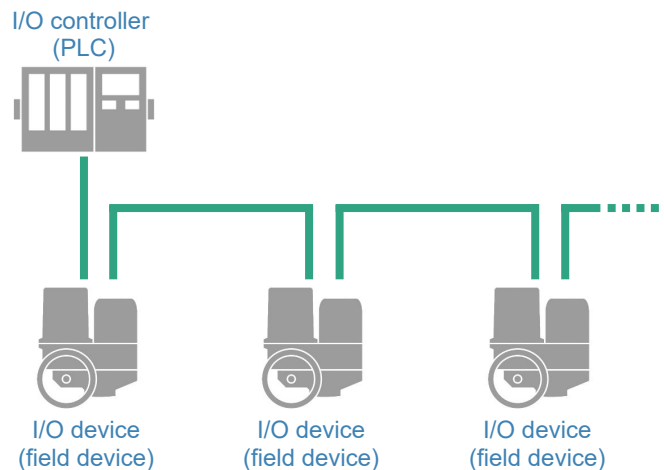 I/O controller
(PLC)
I/O device
(field device)
I/O device
(field device)
I/O device
(field device)